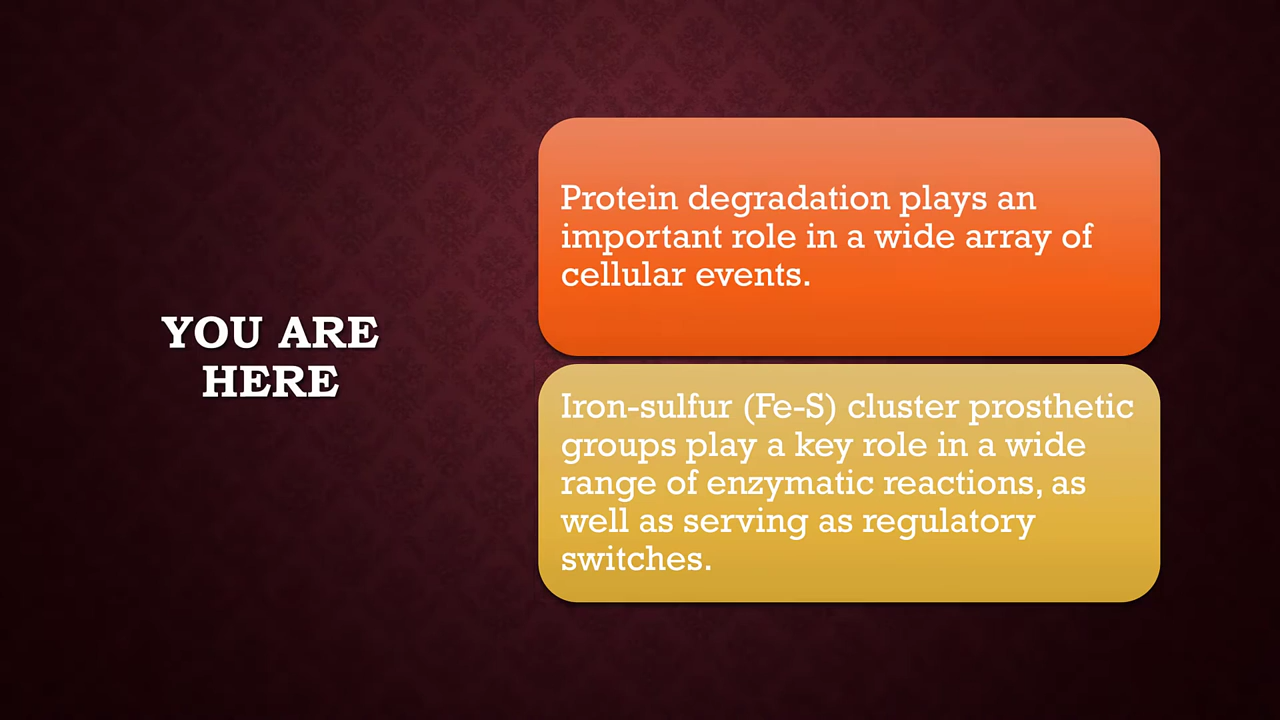 YOU ARE
HERE
Protein degradation plays an
important role in a wide array of
cellular events.
Iron-sulfur (Fe-S) cluster prosthetic
groups play a key role in a wide
range of enzymatic reactions, as
well as serving as regulatory
switches.